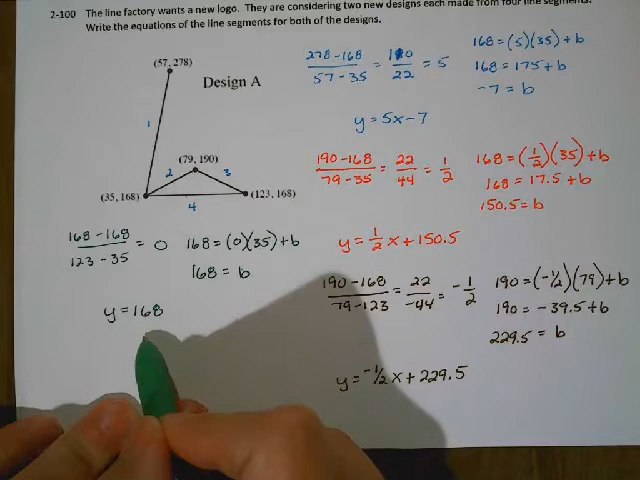 2-100 The line factory wants a new logo. They are considering two new designs each made from four line segments.
Write the equations of the line segments for both of the designs.
(57, 278)
Design A
1
(79, 190)
2
3
(35, 168)
(123, 168)
4
278-168/57-35 = 110/22 = 5
168=(5)(35)+b
168=175+b
-7=b
y=5x-7
190-168/79-35 = 22/44 = 1/2
168=(1/2)(35)+b
168=17.5+b
150.5=b
y=1/2x+150.5
168-168/123-35 = 0
168=(0)(35)+b
168=b
y=168
190-168/79-123 = 22/-44 = -1/2
190=(-1/2)(79)+b
190=-39.5+b
229.5=b
y=-1/2x+229.5